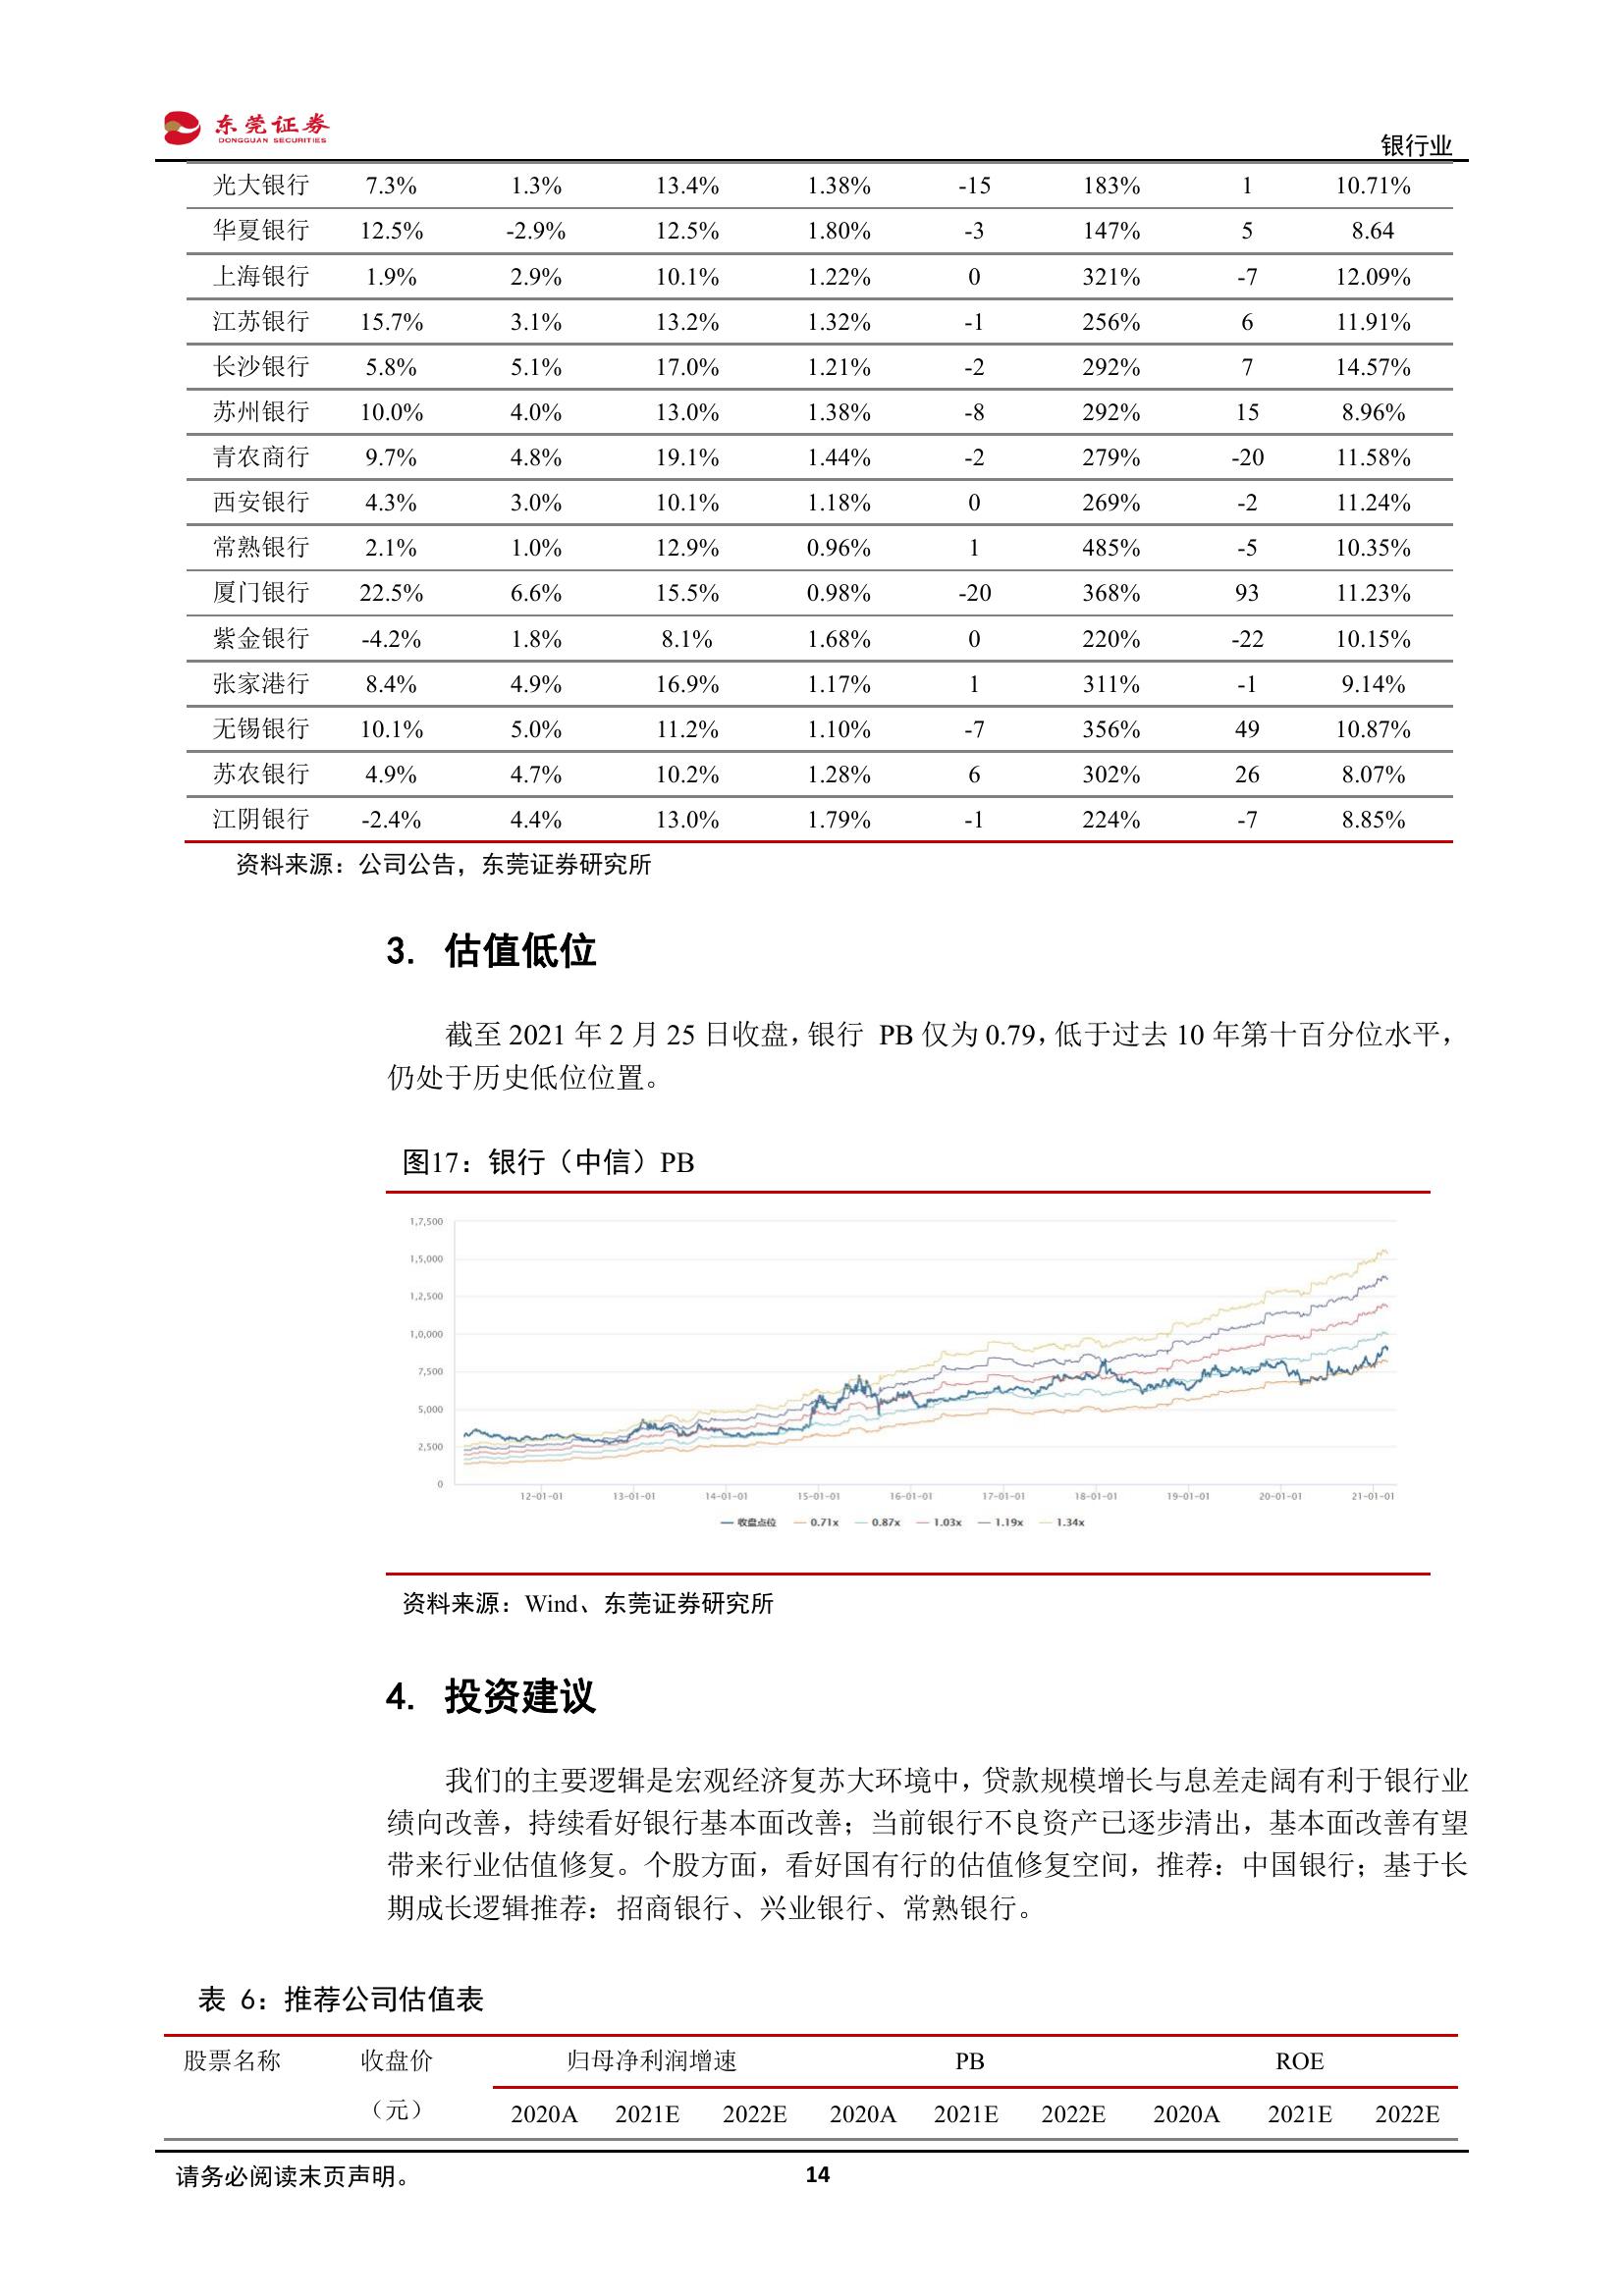 东莞证券
DONGGUAN SECURITIES
银行业
光大银行 7.3% 1.3% 13.4% 1.38% -15 183% 1 10.71%
华夏银行 12.5% -2.9% 12.5% 1.80% -3 147% 5 8.64
上海银行 1.9% 2.9% 10.1% 1.22% 0 321% -7 12.09%
江苏银行 15.7% 3.1% 13.2% 1.32% -1 256% 6 11.91%
长沙银行 5.8% 5.1% 17.0% 1.21% -2 292% 7 14.57%
苏州银行 10.0% 4.0% 13.0% 1.38% -8 292% 15 8.96%
青农商行 9.7% 4.8% 19.1% 1.44% -2 279% -20 11.58%
西安银行 4.3% 3.0% 10.1% 1.18% 0 269% -2 11.24%
常熟银行 2.1% 1.0% 12.9% 0.96% 1 485% -5 10.35%
厦门银行 22.5% 6.6% 15.5% 0.98% -20 368% 93 11.23%
紫金银行 -4.2% 1.8% 8.1% 1.68% 0 220% -22 10.15%
张家港行 8.4% 4.9% 16.9% 1.17% 1 311% -1 9.14%
无锡银行 10.1% 5.0% 11.2% 1.10% -7 356% 49 10.87%
苏农银行 4.9% 4.7% 10.2% 1.28% 6 302% 26 8.07%
江阴银行 -2.4% 4.4% 13.0% 1.79% -1 224% -7 8.85%
资料来源：公司公告，东莞证券研究所
3. 估值低位
截至 2021 年 2 月 25 日收盘，银行 PB 仅为 0.79，低于过去 10 年第十百分位水平，
仍处于历史低位位置。
图17：银行（中信）PB
1,7,500
1,5,000
1,2,500
1,0,000
7,500
5,000
2,500
0
12-01-01 13-01-01 14-01-01 15-01-01 16-01-01 17-01-01 18-01-01 19-01-01 20-01-01 21-01-01
收盘点位 0.71x 0.87x 1.03x 1.19x 1.34x
资料来源：Wind、东莞证券研究所
4. 投资建议
我们的主要逻辑是宏观经济复苏大环境中，贷款规模增长与息差走阔有利于银行业
绩向改善，持续看好银行基本面改善；当前银行不良资产已逐步清出，基本面改善有望
带来行业估值修复。个股方面，看好国有行的估值修复空间，推荐：中国银行；基于长
期成长逻辑推荐：招商银行、兴业银行、常熟银行。
表 6：推荐公司估值表
股票名称 收盘价 归母净利润增速 PB ROE
（元） 2020A 2021E 2022E 2020A 2021E 2022E 2020A 2021E 2022E
请务必阅读末页声明。 14